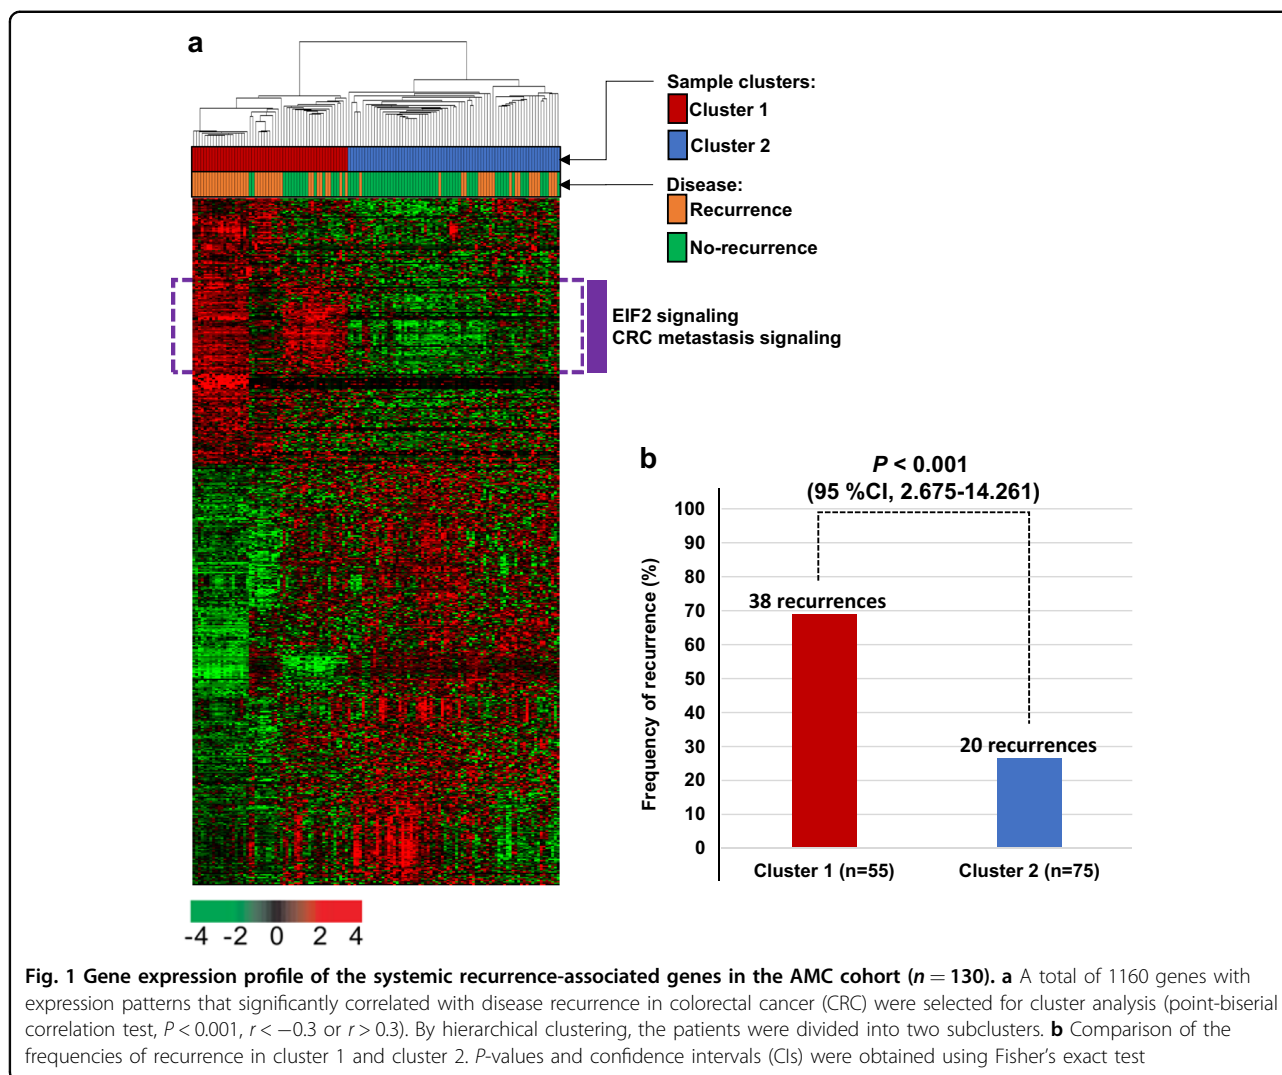 a
Sample clusters:
Cluster 1
Cluster 2
Disease:
Recurrence
No-recurrence
EIF2 signaling
CRC metastasis signaling
-4 -2 0 2 4
b
P < 0.001
(95 %CI, 2.675-14.261)
Frequency of recurrence (%)
100
90
80
70
60
50
40
30
20
10
0
38 recurrences
20 recurrences
Cluster 1 (n=55)
Cluster 2 (n=75)
Fig. 1 Gene expression profile of the systemic recurrence-associated genes in the AMC cohort (n = 130). a A total of 1160 genes with
expression patterns that significantly correlated with disease recurrence in colorectal cancer (CRC) were selected for cluster analysis (point-biserial
correlation test, P < 0.001, r < −0.3 or r > 0.3). By hierarchical clustering, the patients were divided into two subclusters. b Comparison of the
frequencies of recurrence in cluster 1 and cluster 2. P-values and confidence intervals (CIs) were obtained using Fisher's exact test